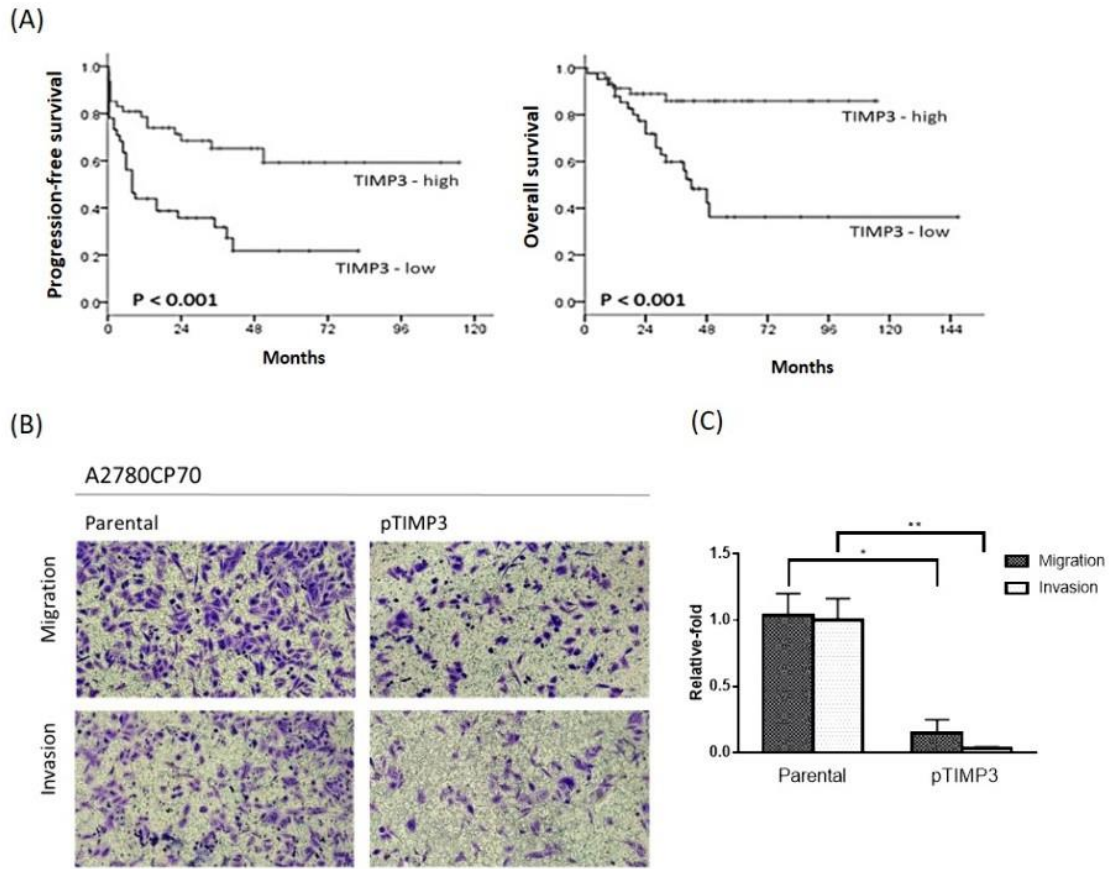 (A)
Progression-free survival
1.0
0.8
0.6
0.4
0.2
0.0
TIMP3 - high
TIMP3 - low
P < 0.001
0 24 48 72 96 120
Months
Overall survival
1.0
0.8
0.6
0.4
0.2
0.0
TIMP3 - high
TIMP3 - low
P < 0.001
0 24 48 72 96 120 144
Months
(B)
A2780CP70
Parental pTIMP3
Migration
Invasion
(C)
**
*
Relative-fold
1.5
1.0
0.5
0.0
Migration
Invasion
Parental pTIMP3